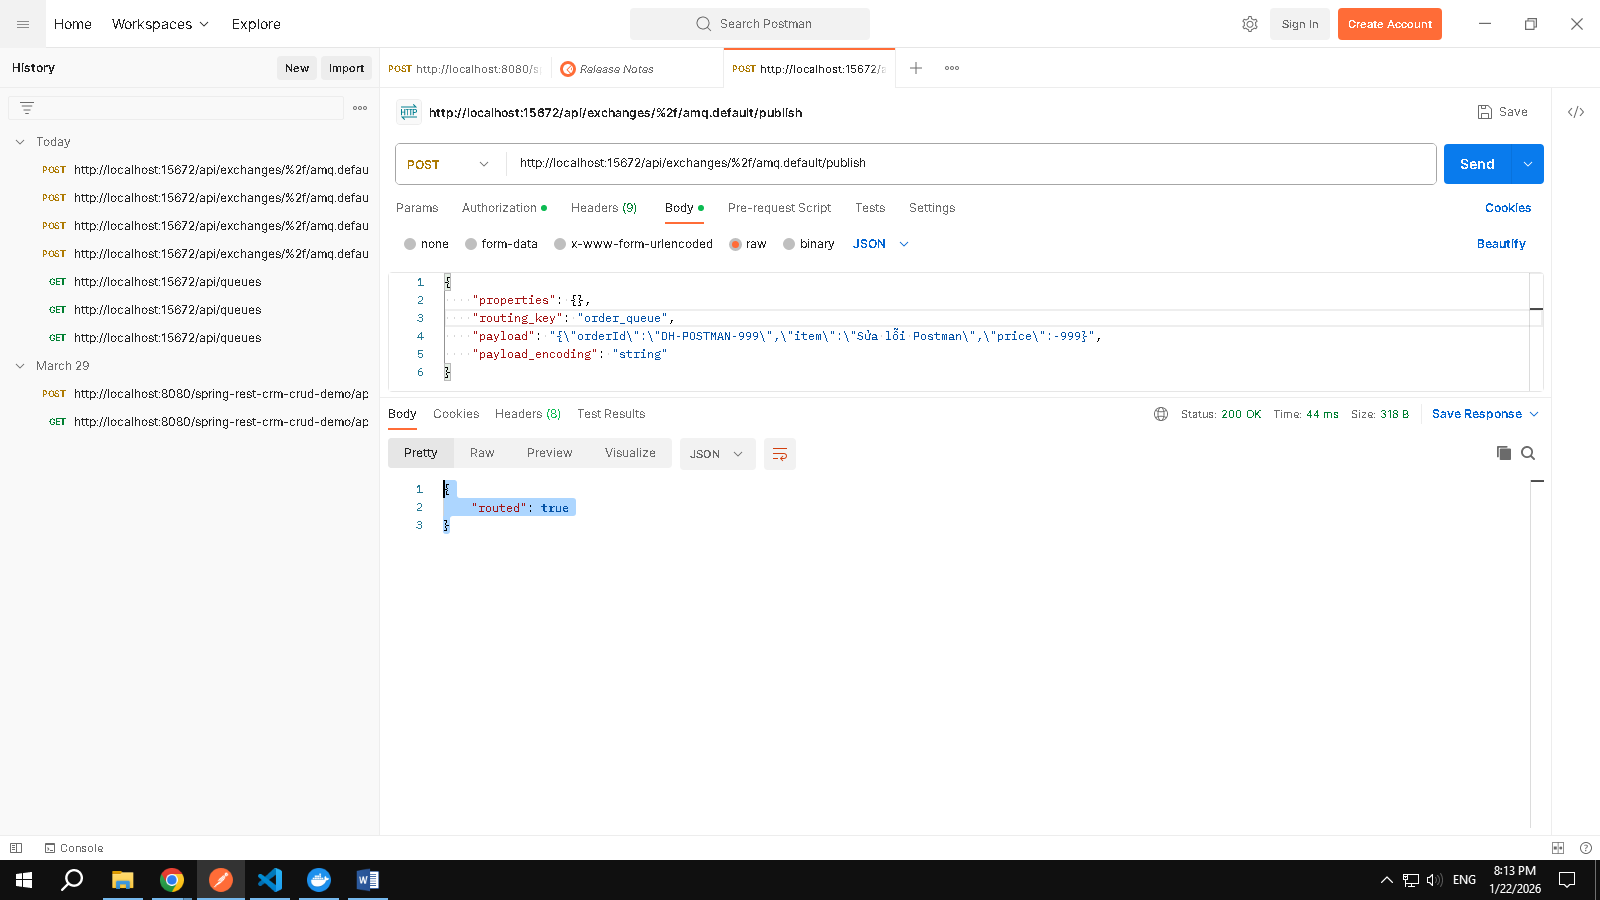 Home
Workspaces
Explore
Search Postman
Sign In
Create Account
History
New
Import
POST http://localhost:8080/s
Release Notes
POST http://localhost:15672/a
http://localhost:15672/api/exchanges/%2f/amq.default/publish
Save
Today
POST http://localhost:15672/api/exchanges/%2f/amq.defau
POST http://localhost:15672/api/exchanges/%2f/amq.defau
POST http://localhost:15672/api/exchanges/%2f/amq.defau
POST http://localhost:15672/api/exchanges/%2f/amq.defau
GET http://localhost:15672/api/queues
GET http://localhost:15672/api/queues
GET http://localhost:15672/api/queues
March 29
POST http://localhost:8080/spring-rest-crm-crud-demo/ap
GET http://localhost:8080/spring-rest-crm-crud-demo/ap
POST
http://localhost:15672/api/exchanges/%2f/amq.default/publish
Send
Params
Authorization
Headers (9)
Body
Pre-request Script
Tests
Settings
Cookies
none
form-data
x-www-form-urlencoded
raw
binary
JSON
Beautify
1 {
2 "properties": {},
3 "routing_key": "order_queue",
4 "payload": "{\"orderId\":\"DH-POSTMAN-999\",\"item\":\"Sửa lỗi Postman\",\"price\":-999}",
5 "payload_encoding": "string"
6 }
Body
Cookies
Headers (8)
Test Results
Status: 200 OK
Time: 44 ms
Size: 318 B
Save Response
Pretty
Raw
Preview
Visualize
JSON
1 {
2 "routed": true
3 }
Console
ENG
8:13 PM
1/22/2026